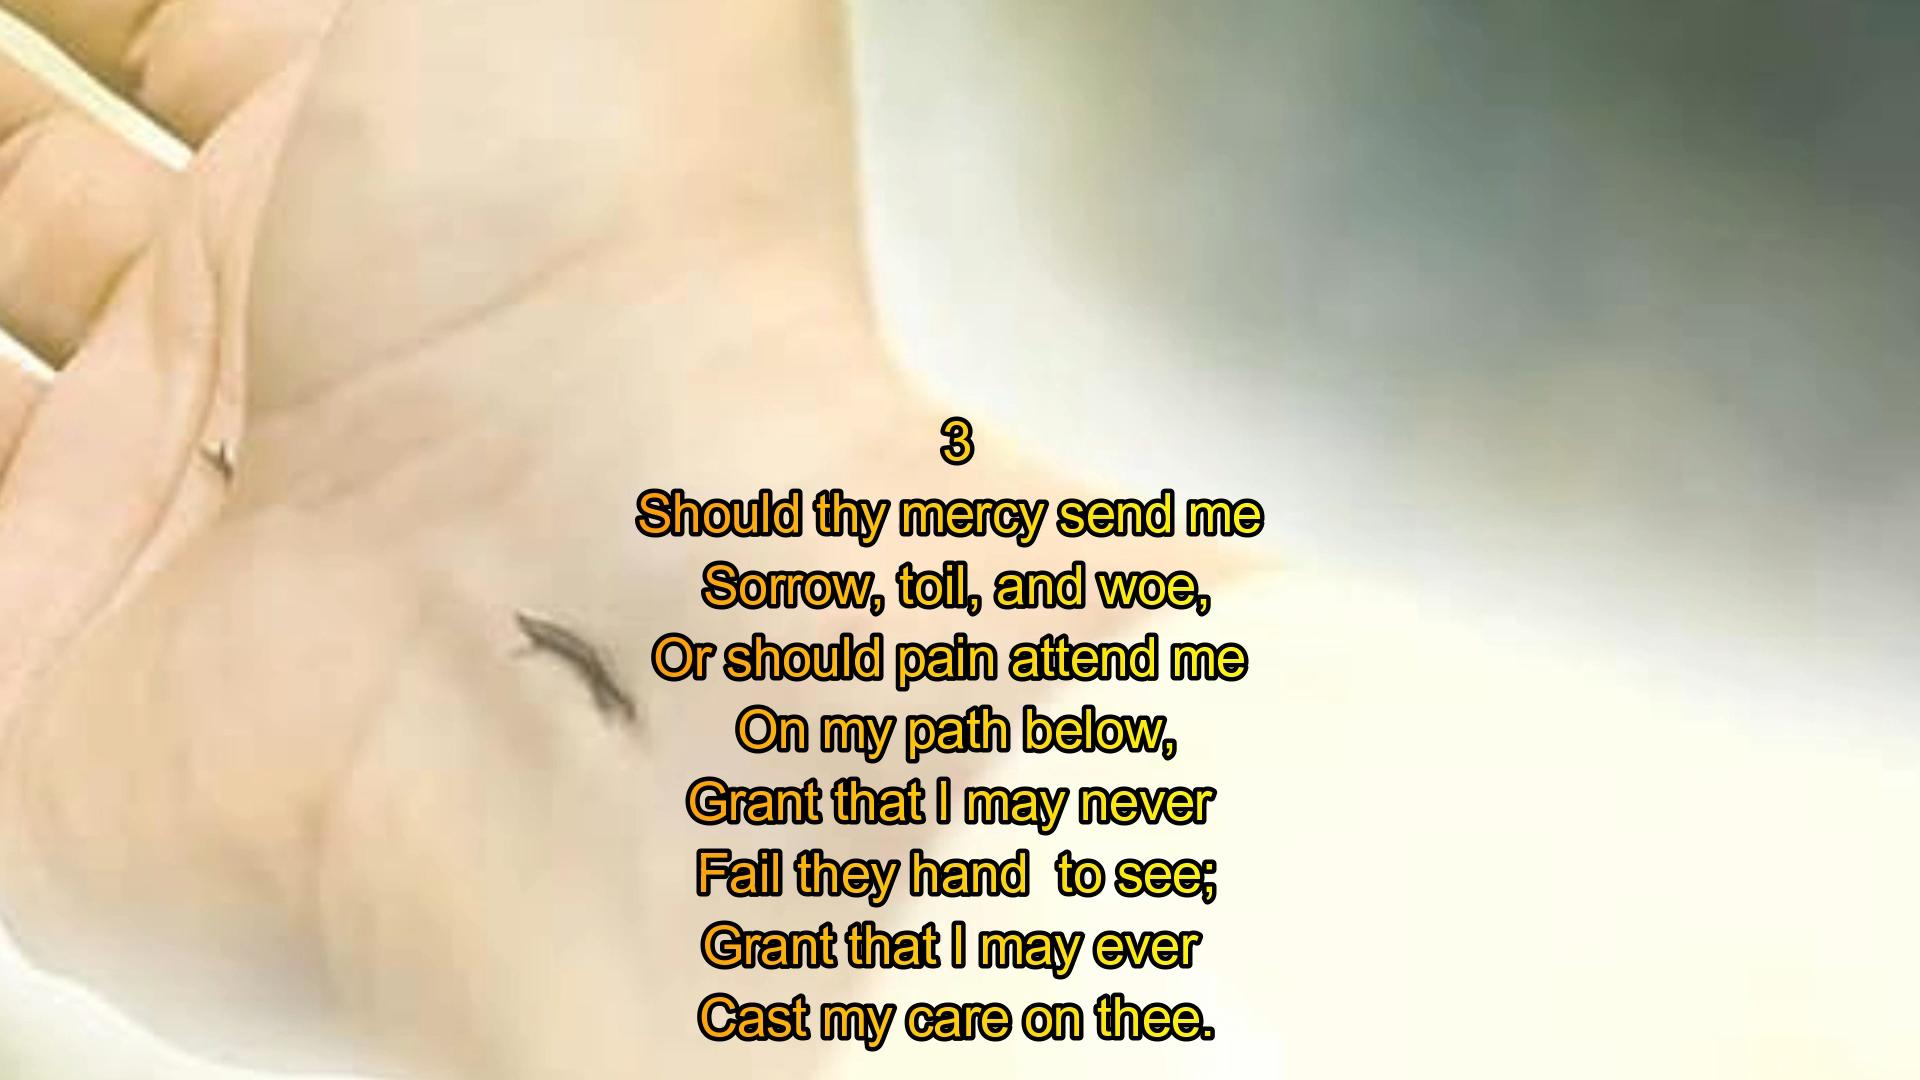 3
Should thy mercy send me
Sorrow, toil, and woe,
Or should pain attend me
On my path below,
Grant that I may never
Fail they hand  to see;
Grant that I may ever
Cast my care on thee.